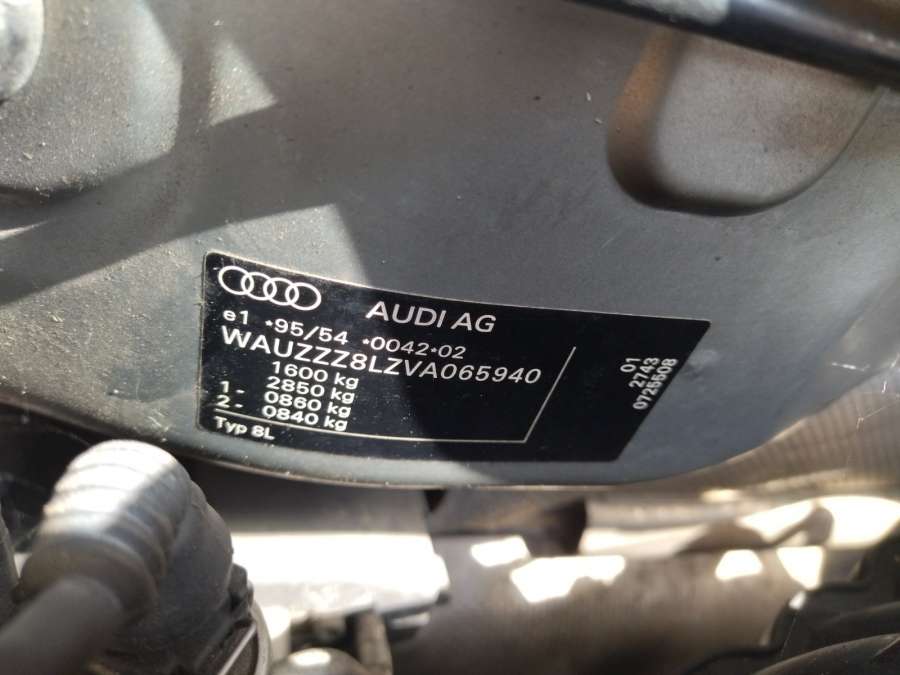 AUDI AG
e1 *95/54 *0042*02
WAUZZZ8LZVA065940
1600 kg
2850 kg
1- 0860 kg
2- 0840 kg
Typ 8L
01
2743
0725508